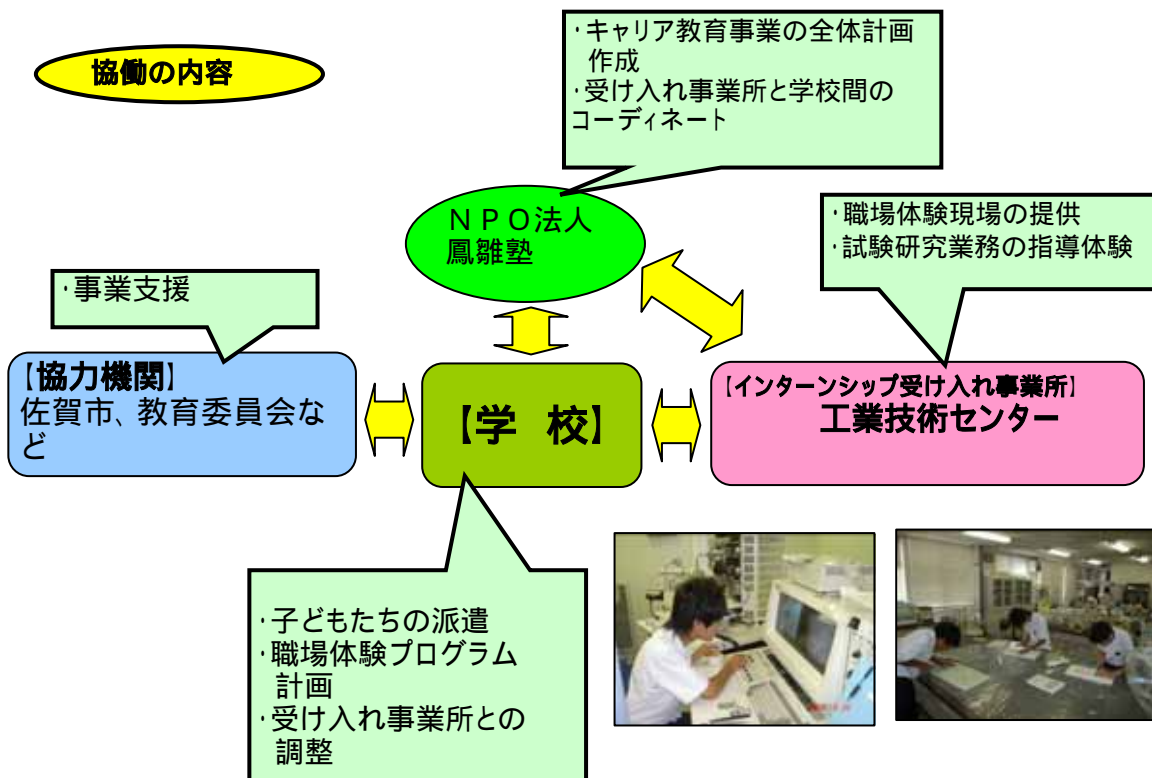 協働の内容
･キャリア教育事業の全体計画
作成
･受け入れ事業所と学校間の
コーディネート
ＮＰＯ法人
鳳雛塾
･職場体験現場の提供
･試験研究業務の指導体験
･事業支援
【協力機関】
佐賀市、教育委員会な
ど
【学　校】
【インターンシップ受け入れ事業所】
工業技術センター
･子どもたちの派遣
･職場体験プログラム
計画
･受け入れ事業所との
調整